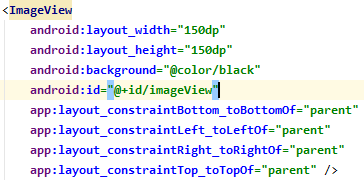 <ImageView
android:layout_width="150dp"
android:layout_height="150dp"
android:background="@color/black"
android:id="@+id/imageView"
app:layout_constraintBottom_toBottomOf="parent"
app:layout_constraintLeft_toLeftOf="parent"
app:layout_constraintRight_toRightOf="parent"
app:layout_constraintTop_toTopOf="parent" />